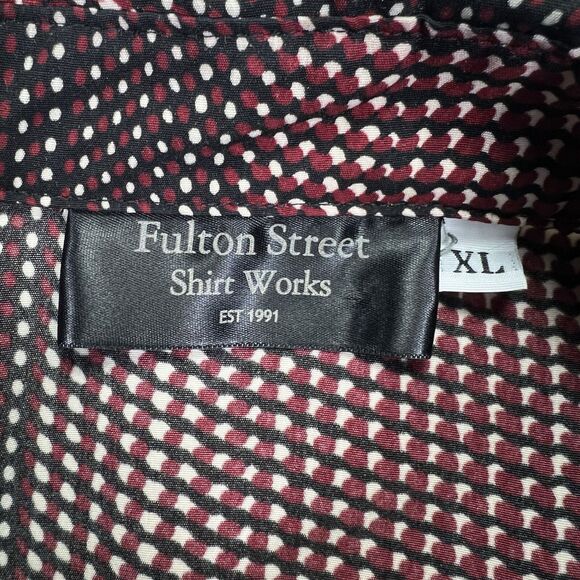 Fulton Street
Shirt Works
EST 1991
XL